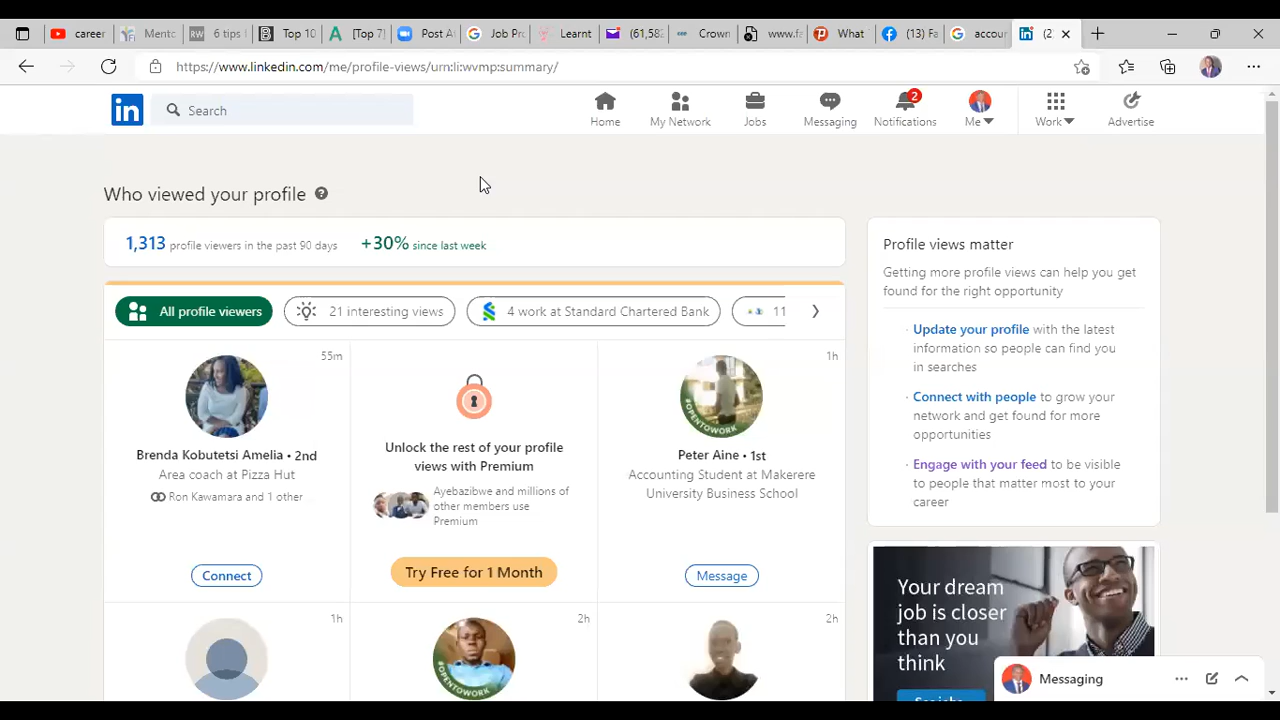 career
Mentc
6 tips
Top 10
[Top 7]
Post At
Job Pro
Learnt
(61,58
Crown
www.fa
What
(13) Fa
accou
(2
https://www.linkedin.com/me/profile-views/urn:li:wvmp:summary/
in
Search
Home
My Network
Jobs
Messaging
2
Notifications
Me
Work
Advertise
Who viewed your profile
1,313 profile viewers in the past 90 days +30% since last week
All profile viewers
21 interesting views
4 work at Standard Chartered Bank
11
55m
Brenda Kobutetsi Amelia • 2nd
Area coach at Pizza Hut
Ron Kawamara and 1 other
Connect
Unlock the rest of your profile
views with Premium
Ayebazibwe and millions of
other members use
Premium
Try Free for 1 Month
1h
#OPENTOWORK
Peter Aine • 1st
Accounting Student at Makerere
University Business School
Message
1h
2h
#OPENTOWORK
2h
Profile views matter
Getting more profile views can help you get
found for the right opportunity
Update your profile with the latest
information so people can find you
in searches
Connect with people to grow your
network and get found for more
opportunities
Engage with your feed to be visible
to people that matter most to your
career
Your dream
job is closer
than you
think
See jobs
Messaging